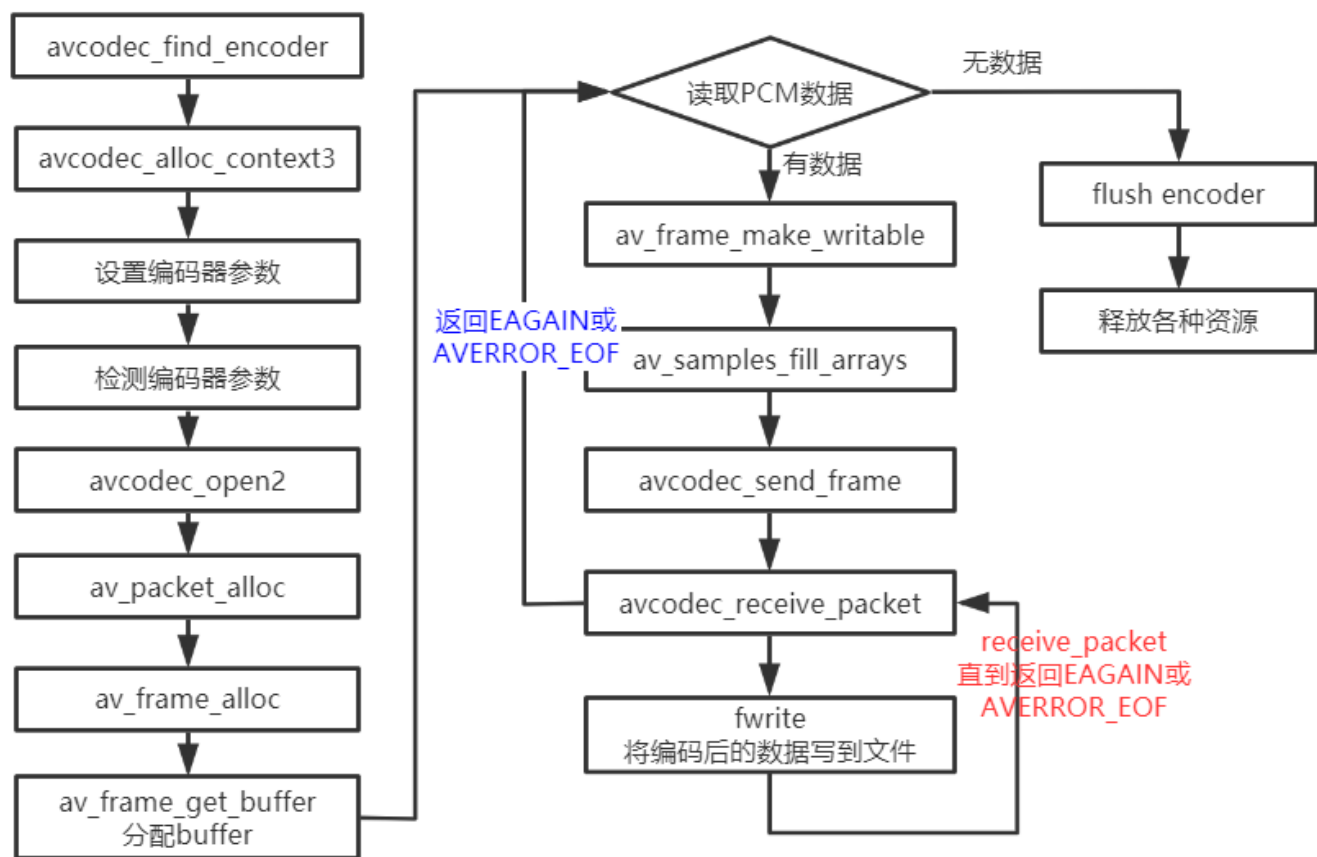 avcodec_find_encoder
avcodec_alloc_context3
设置编码器参数
检测编码器参数
avcodec_open2
av_packet_alloc
av_frame_alloc
av_frame_get_buffer
分配buffer
读取PCM数据
无数据
有数据
av_frame_make_writable
av_samples_fill_arrays
avcodec_send_frame
avcodec_receive_packet
fwrite
将编码后的数据写到文件
返回EAGAIN或
AVERROR_EOF
receive_packet
直到返回EAGAIN或
AVERROR_EOF
flush encoder
释放各种资源